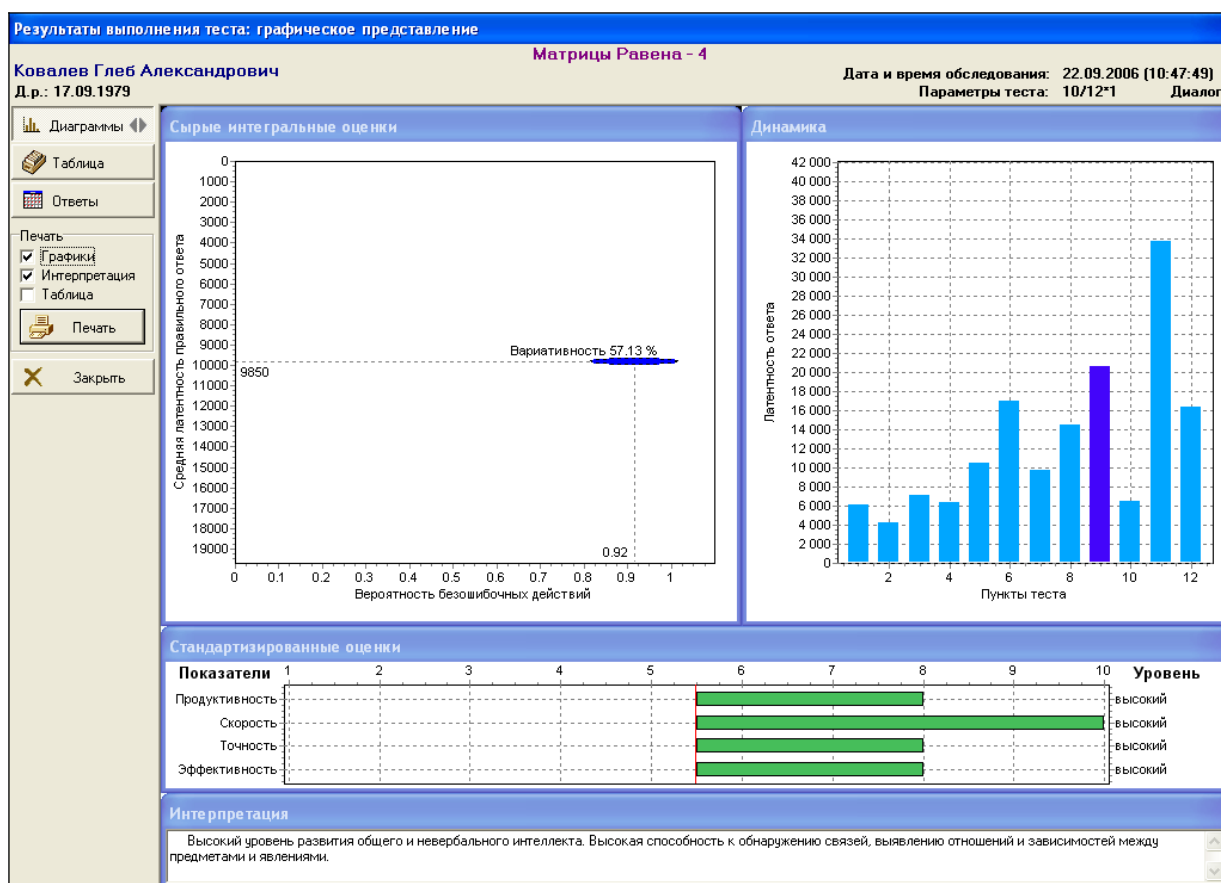 Результаты выполнения теста: графическое представление
Матрицы Равена - 4
Ковалев Глеб Александрович
Д.р.: 17.09.1979
Дата и время обследования: 22.09.2006 (10:47:49)
Параметры теста: 10/12*1 Диалог
Диаграммы
Таблица
Ответы
Печать
Графики
Интерпретация
Таблица
Печать
Закрыть
Сырые интегральные оценки
Средняя латентность правильного ответа
0
1000
2000
3000
4000
5000
6000
7000
8000
9000
10000
11000
12000
13000
14000
15000
16000
17000
18000
19000
Вариативность 57.13 %
9850
0.92
0 0.1 0.2 0.3 0.4 0.5 0.6 0.7 0.8 0.9 1
Вероятность безошибочных действий
Динамика
Латентность ответа
42 000
40 000
38 000
36 000
34 000
32 000
30 000
28 000
26 000
24 000
22 000
20 000
18 000
16 000
14 000
12 000
10 000
8 000
6 000
4 000
2 000
0
2 4 6 8 10 12
Пункты теста
Стандартизированные оценки
Показатели 1 2 3 4 5 6 7 8 9 10 Уровень
Продуктивность высокий
Скорость высокий
Точность высокий
Эффективность высокий
Интерпретация
Высокий уровень развития общего и невербального интеллекта. Высокая способность к обнаружению связей, выявлению отношений и зависимостей между
предметами и явлениями.